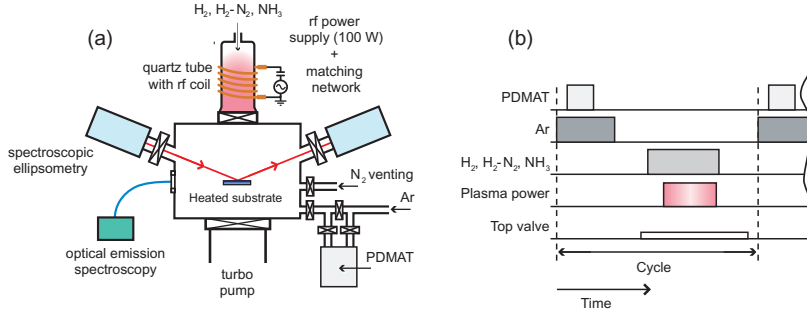 (a)
H₂, H₂-N₂, NH₃
rf power
supply (100 W)
+
matching
network
quartz tube
with rf coil
spectroscopic
ellipsometry
Heated substrate
N₂ venting
Ar
optical emission
spectroscopy
turbo
pump
PDMAT
(b)
PDMAT
Ar
H₂, H₂-N₂, NH₃
Plasma power
Top valve
Cycle
Time